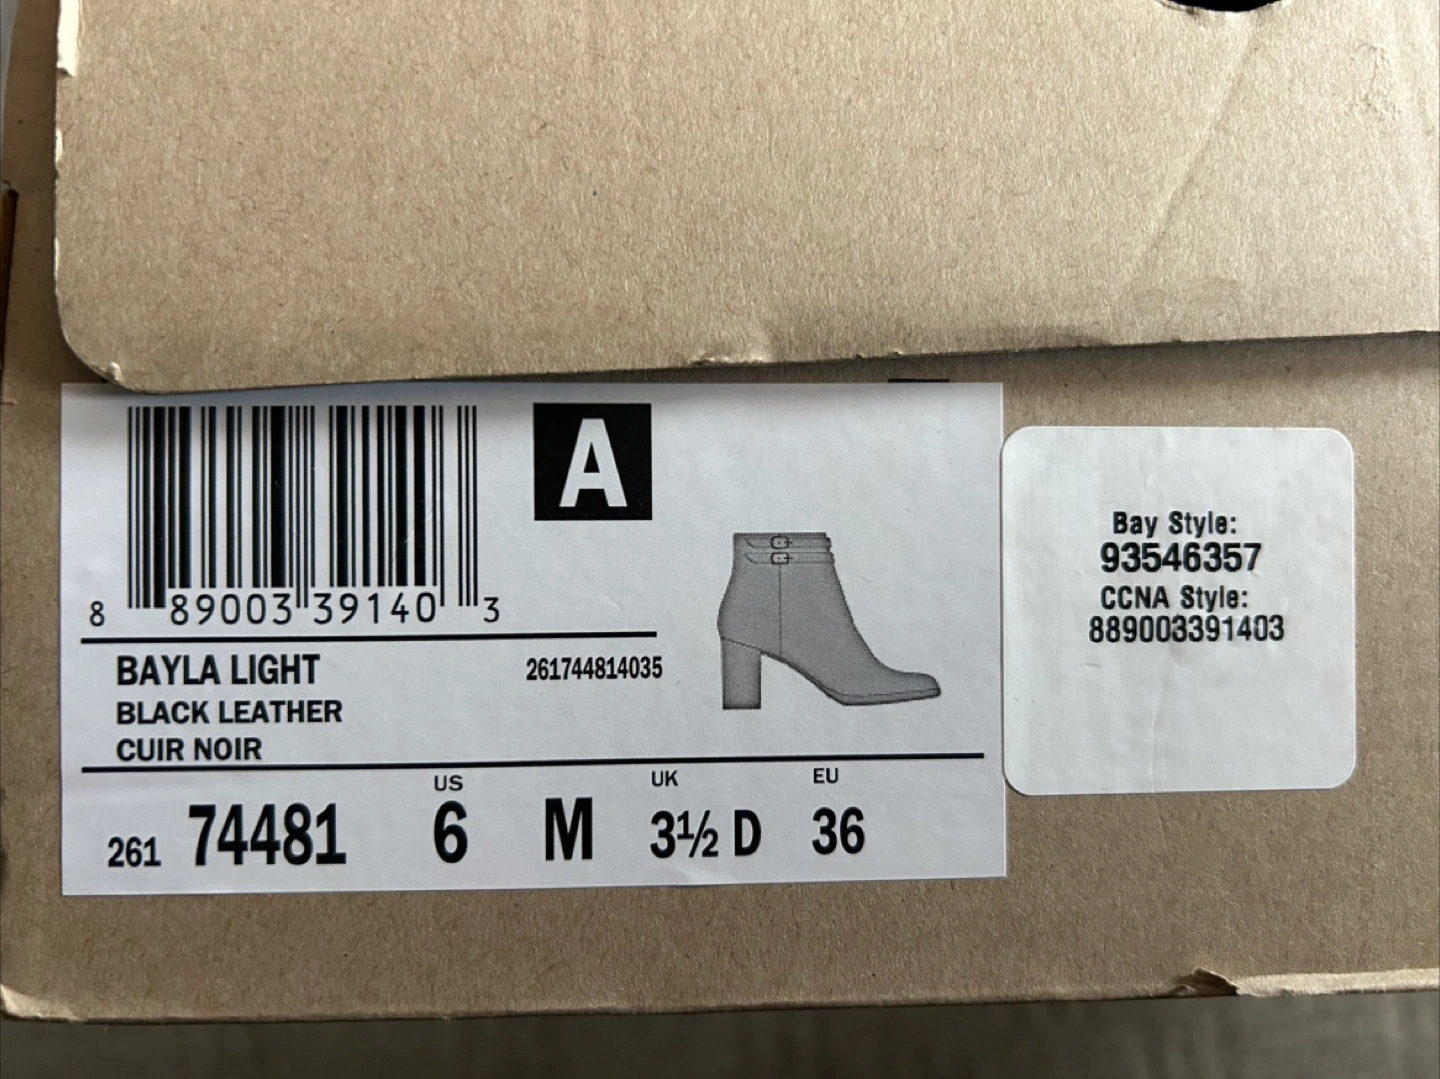 A
8 89003 39140 3
BAYLA LIGHT
261744814035
BLACK LEATHER
CUIR NOIR
US
UK
EU
261 74481 6 M 3½ D 36
Bay Style:
93546357
CCNA Style:
889003391403